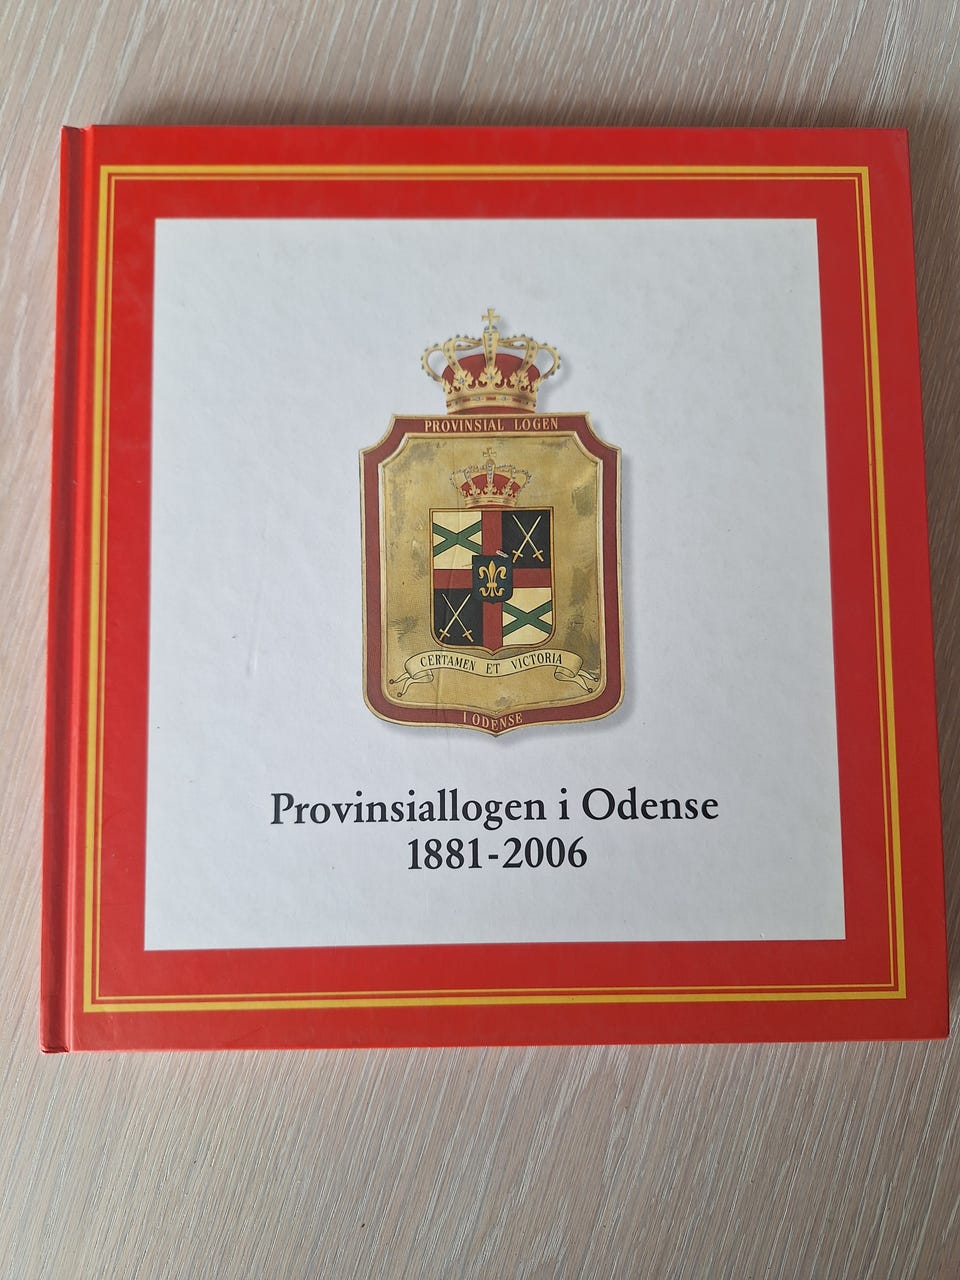 PROVINSIAL LOGEN
CERTAMEN ET VICTORIA
I ODENSE
Provinsiallogen i Odense
1881-2006